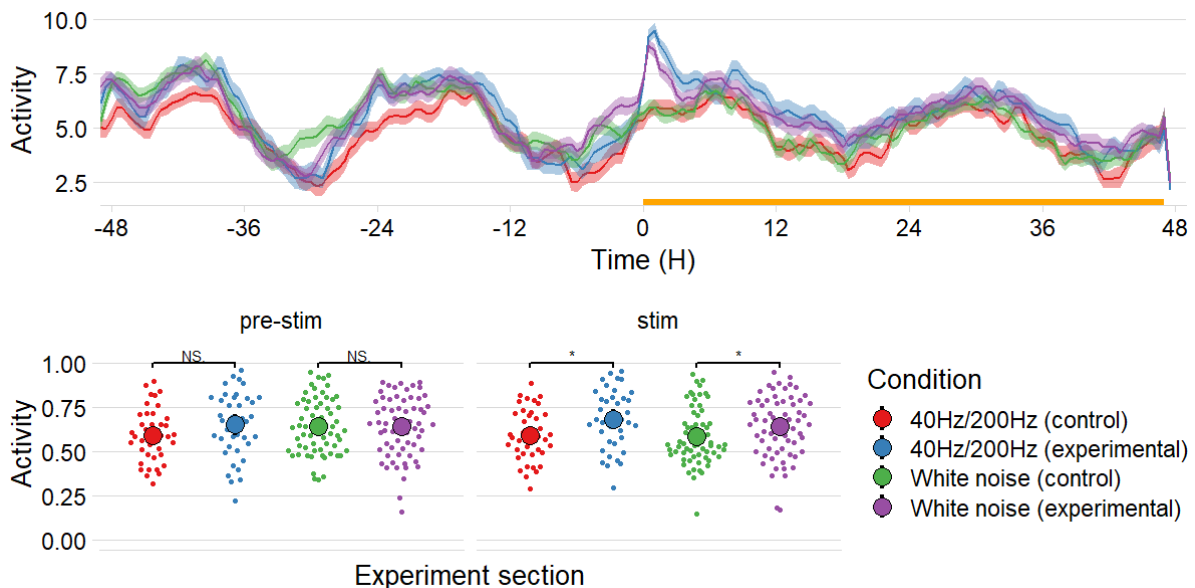 10.0
7.5
5.0
2.5
Activity
-48 -36 -24 -12 0 12 24 36 48
Time (H)
pre-stim stim
NS. NS. * *
1.00
0.75
0.50
0.25
0.00
Activity
Experiment section
Condition
40Hz/200Hz (control)
40Hz/200Hz (experimental)
White noise (control)
White noise (experimental)